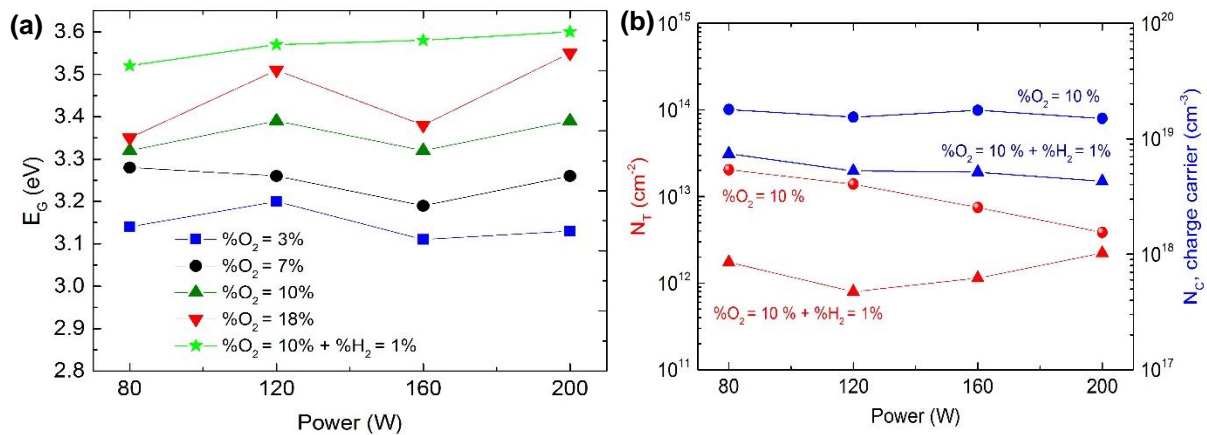 (a)
3.6
3.5
3.4
3.3
3.2
3.1
3.0
2.9
2.8
E_G (eV)
%O₂ = 3%
%O₂ = 7%
%O₂ = 10%
%O₂ = 18%
%O₂ = 10% + %H₂ = 1%
80 120 160 200
Power (W)
(b)
10¹⁵
10¹⁴
10¹³
10¹²
10¹¹
N_T (cm⁻²)
%O₂ = 10 %
%O₂ = 10 % + %H₂ = 1%
%O₂ = 10 %
%O₂ = 10 % + %H₂ = 1%
10²⁰
10¹⁹
10¹⁸
10¹⁷
N_C, charge carrier (cm⁻³)
80 120 160 200
Power (W)